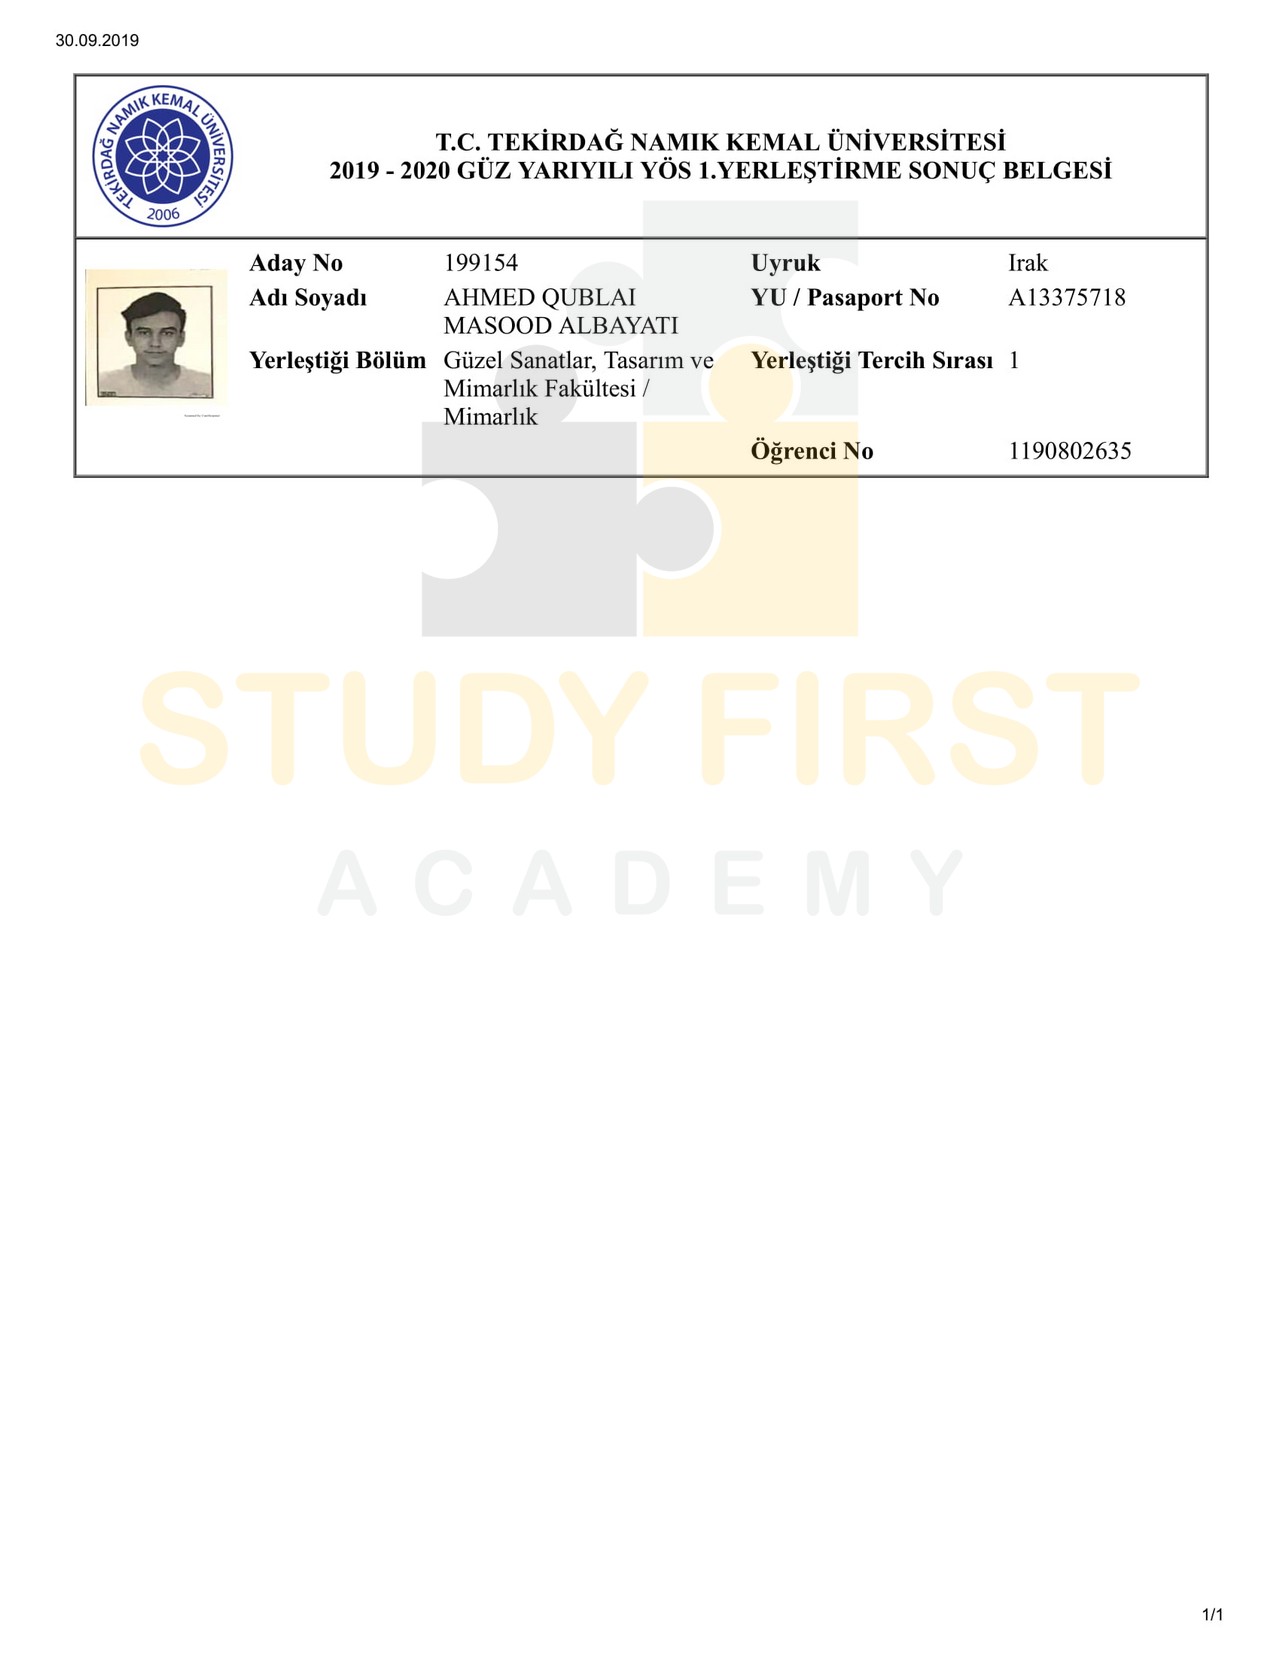 30.09.2019
TEKİRDAĞ NAMIK KEMAL ÜNİVERSİTESİ
2006
T.C. TEKİRDAĞ NAMIK KEMAL ÜNİVERSİTESİ
2019 - 2020 GÜZ YARIYILI YÖS 1.YERLEŞTİRME SONUÇ BELGESİ
Aday No 199154 Uyruk Irak
Adı Soyadı AHMED QUBLAI YU / Pasaport No A13375718
MASOOD ALBAYATI
Yerleştiği Bölüm Güzel Sanatlar, Tasarım ve Yerleştiği Tercih Sırası 1
Mimarlık Fakültesi /
Mimarlık
Öğrenci No 1190802635
STUDY FIRST
ACADEMY
1/1